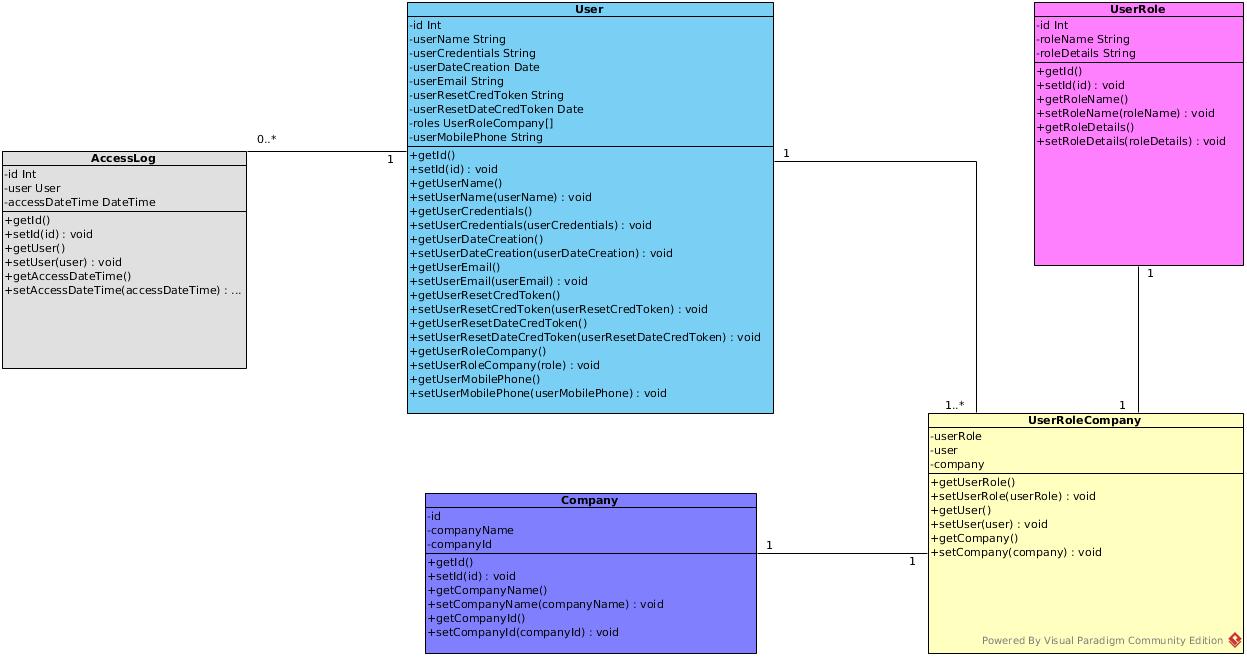 User
-id Int
-userName String
-userCredentials String
-userDateCreation Date
-userEmail String
-userResetCredToken String
-userResetDateCredToken Date
-roles UserRoleCompany[]
-userMobilePhone String
+getId()
+setId(id) : void
+getUserName()
+setUserName(userName) : void
+getUserCredentials()
+setUserCredentials(userCredentials) : void
+getUserDateCreation()
+setUserDateCreation(userDateCreation) : void
+getUserEmail()
+setUserEmail(userEmail) : void
+getUserResetCredToken()
+setUserResetCredToken(userResetCredToken) : void
+getUserResetDateCredToken()
+setUserResetDateCredToken(userResetDateCredToken) : void
+getUserRoleCompany()
+setUserRoleCompany(role) : void
+getUserMobilePhone()
+setUserMobilePhone(userMobilePhone) : void
UserRole
-id Int
-roleName String
-roleDetails String
+getId()
+setId(id) : void
+getRoleName()
+setRoleName(roleName) : void
+getRoleDetails()
+setRoleDetails(roleDetails) : void
0..*
1
1
AccessLog
-id Int
-user User
-accessDateTime DateTime
+getId()
+setId(id) : void
+getUser()
+setUser(user) : void
+getAccessDateTime()
+setAccessDateTime(accessDateTime) : ...
1
1..*
1
UserRoleCompany
-userRole
-user
-company
+getUserRole()
+setUserRole(userRole) : void
+getUser()
+setUser(user) : void
+getCompany()
+setCompany(company) : void
Company
-id
-companyName
-companyId
+getId()
+setId(id) : void
+getCompanyName()
+setCompanyName(companyName) : void
+getCompanyId()
+setCompanyId(companyId) : void
1
1
Powered By Visual Paradigm Community Edition